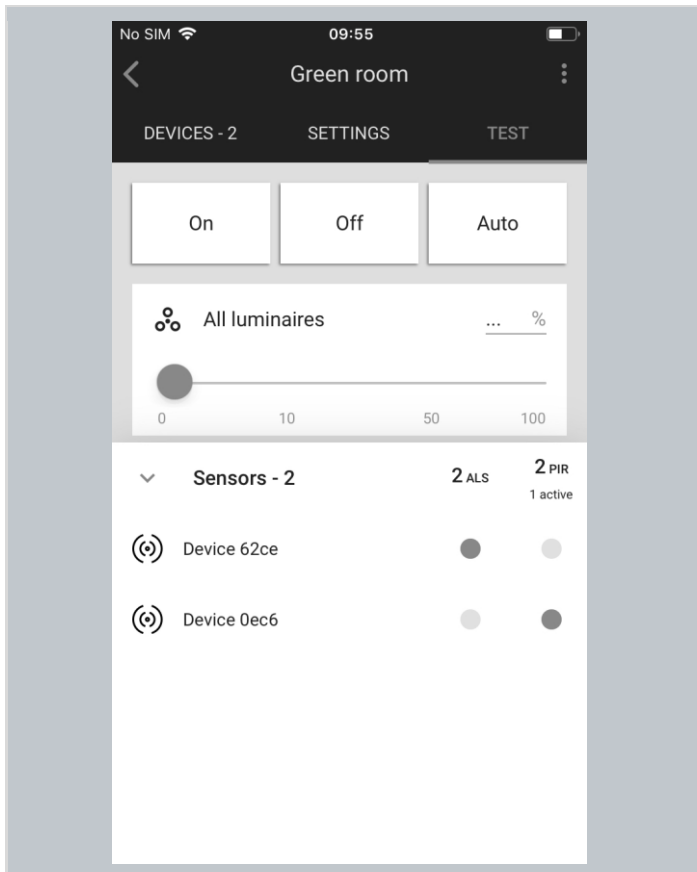 No SIM 09:55
Green room
DEVICES - 2 SETTINGS TEST
On Off Auto
All luminaires ... %
0 10 50 100
Sensors - 2 2 ALS 2 PIR
1 active
Device 62ce
Device 0ec6